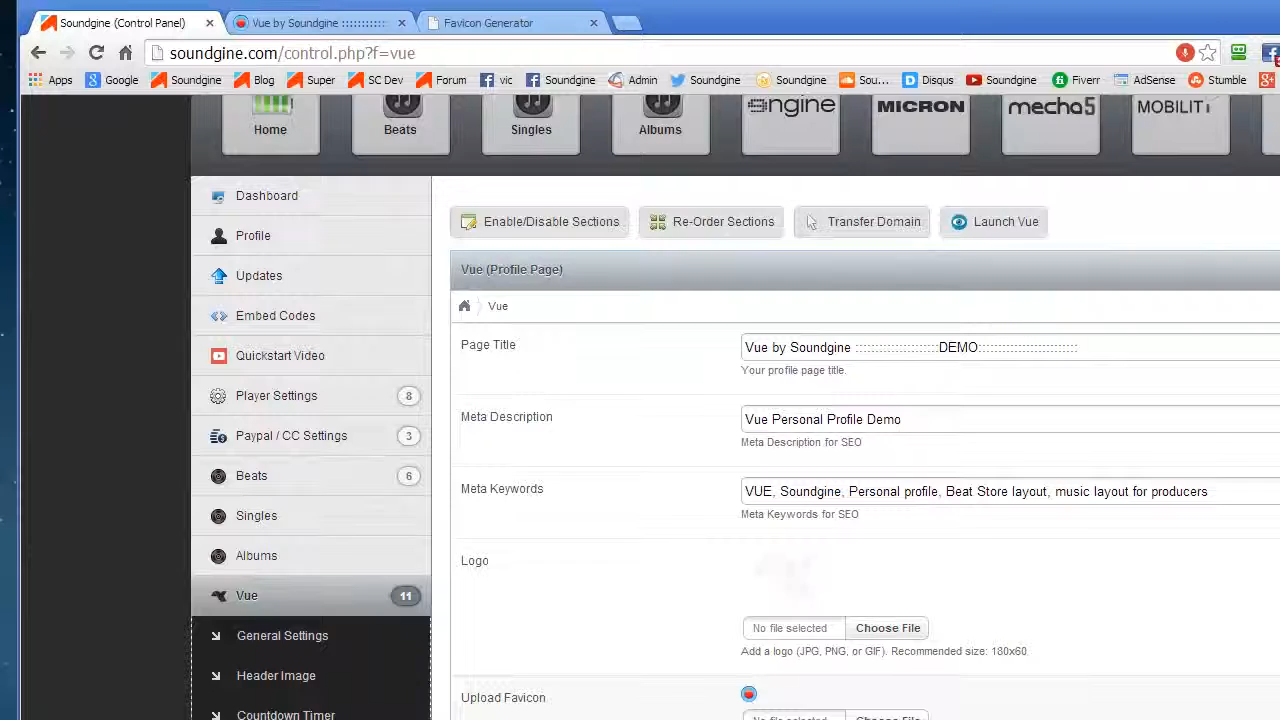 Soundgine (Control Panel)
Vue by Soundgine ::::::::::::
Favicon Generator
soundgine.com/control.php?f=vue
Apps Google Soundgine Blog Super SC Dev Forum vic Soundgine Admin Soundgine Soundgine Sou... Disqus Soundgine Fiverr AdSense Stumble
Home Beats Singles Albums engine MICRON mecha5 MOBILITI
Dashboard
Profile
Updates
Embed Codes
Quickstart Video
Player Settings 8
Paypal / CC Settings 3
Beats 6
Singles
Albums
Vue 11
General Settings
Header Image
Countdown Timer
Enable/Disable Sections Re-Order Sections Transfer Domain Launch Vue
Vue (Profile Page)
Vue
Page Title
Vue by Soundgine ::::::::::::::::::::::DEMO::::::::::::::::::::::::::
Your profile page title.
Meta Description
Vue Personal Profile Demo
Meta Description for SEO
Meta Keywords
VUE, Soundgine, Personal profile, Beat Store layout, music layout for producers
Meta Keywords for SEO
Logo
No file selected Choose File
Add a logo (JPG, PNG, or GIF). Recommended size: 180x60.
Upload Favicon
No file selected Choose File